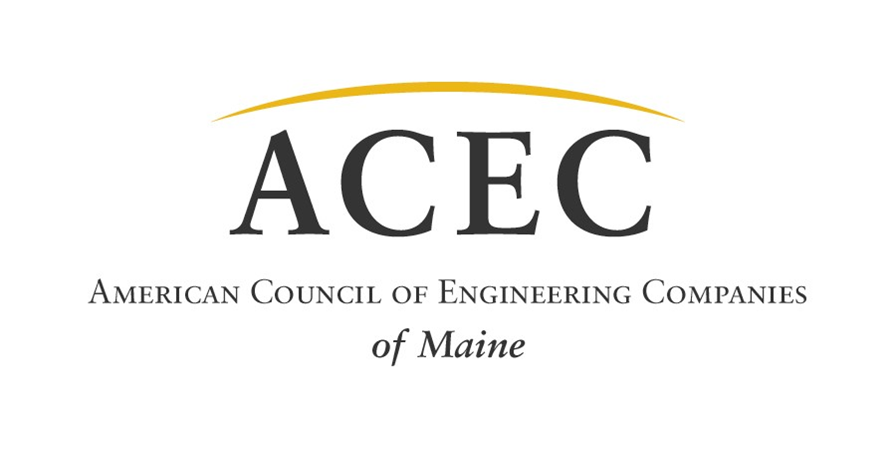 ACEC
American Council of Engineering Companies
of Maine